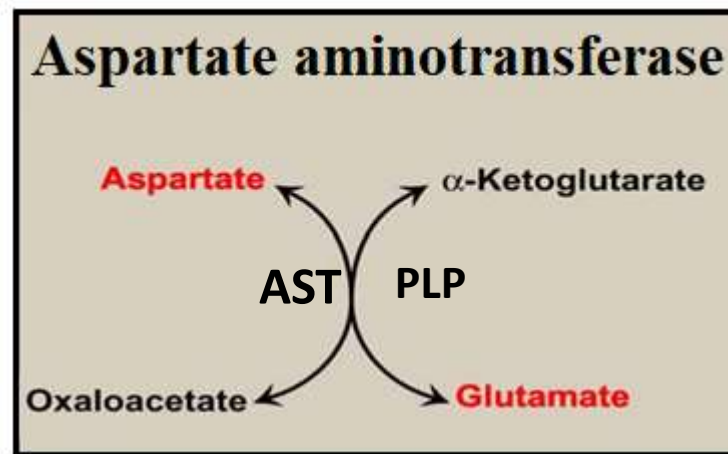 Aspartate aminotransferase
Aspartate α-Ketoglutarate
AST PLP
Oxaloacetate Glutamate